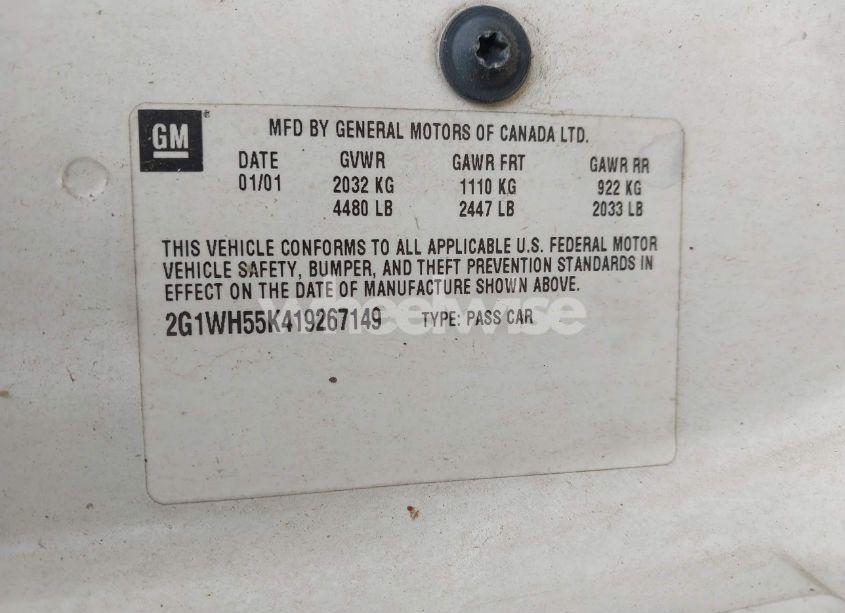 GM MFD BY GENERAL MOTORS OF CANADA LTD.
DATE GVWR GAWR FRT GAWR RR
01/01 2032 KG 1110 KG 922 KG
4480 LB 2447 LB 2033 LB
THIS VEHICLE CONFORMS TO ALL APPLICABLE U.S. FEDERAL MOTOR
VEHICLE SAFETY, BUMPER, AND THEFT PREVENTION STANDARDS IN
EFFECT ON THE DATE OF MANUFACTURE SHOWN ABOVE.
2G1WH55K419267149 TYPE: PASS CAR
Wheelwise